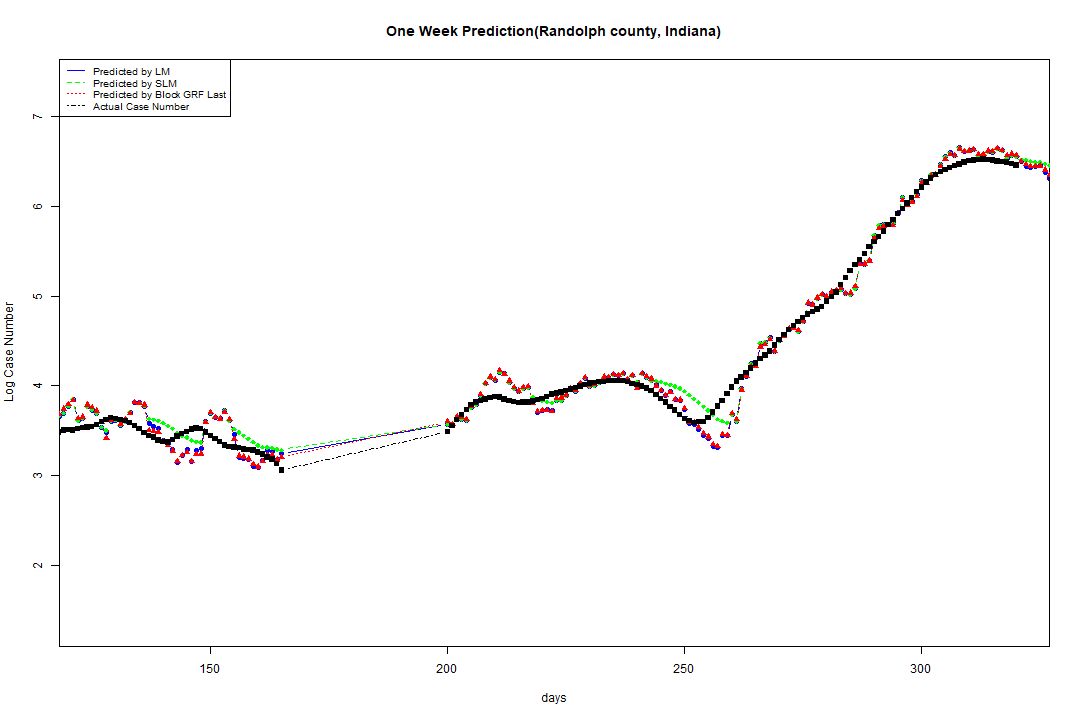 One Week Prediction(Randolph county, Indiana)
Predicted by LM
Predicted by SLM
Predicted by Block GRF Last
Actual Case Number
7
6
5
4
3
2
Log Case Number
150 200 250 300
days